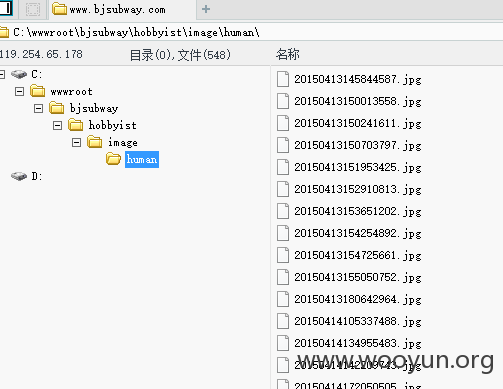 www.bjsubway.com
C:\wwwroot\bjsubway\hobbyist\image\human\
119.254.65.178 目录(0),文件(548) 名称
C:
wwwroot
bjsubway
hobbyist
image
human
D:
20150413145844587.jpg
20150413150013558.jpg
20150413150241611.jpg
20150413150703797.jpg
20150413151953425.jpg
20150413152910813.jpg
20150413153651202.jpg
20150413154254892.jpg
20150413154725661.jpg
20150413155050752.jpg
20150413180642964.jpg
20150414105337488.jpg
20150414134955483.jpg
20150414142209743.jpg
20150414172050505.jpg
www.wooyun.org